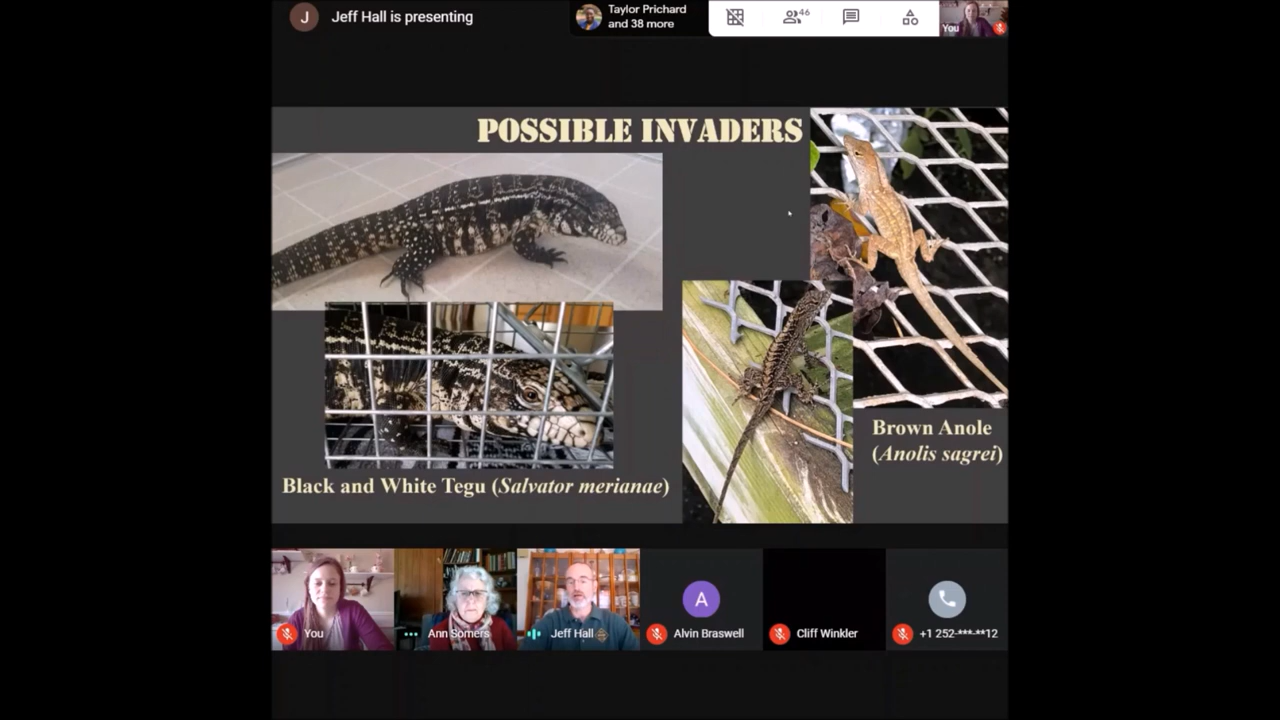 J
Jeff Hall is presenting
Taylor Prichard
and 38 more
46
You
POSSIBLE INVADERS
Black and White Tegu (Salvator merianae)
Brown Anole
(Anolis sagrei)
A
You
Ann Somers
Jeff Hall
Alvin Braswell
Cliff Winkler
+1 252-***-**12